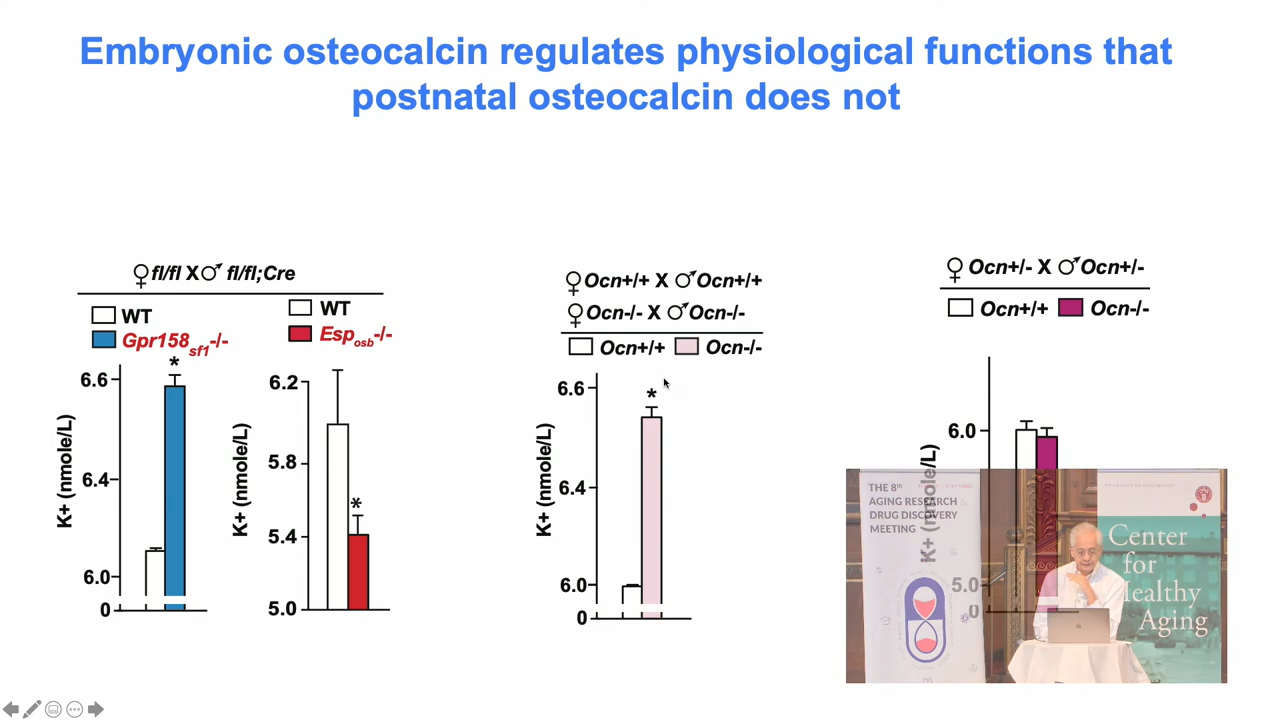 Embryonic osteocalcin regulates physiological functions that
postnatal osteocalcin does not
♀fl/fl X♂ fl/fl;Cre
WT
Gpr158sf1-/-
WT
Esposb-/-
*
6.6
6.4
6.0
0
K+ (nmole/L)
*
6.2
5.8
5.4
5.0
K+ (nmole/L)
♀Ocn+/+ X ♂Ocn+/+
♀Ocn-/- X ♂Ocn-/-
Ocn+/+ Ocn-/-
*
6.6
6.4
6.0
0
K+ (nmole/L)
♀ Ocn+/- X ♂Ocn+/-
Ocn+/+ Ocn-/-
6.0
5.0
0
K+ (nmole/L)
THE 8th
AGING RESEARCH
DRUG DISCOVERY
MEETING
Center
for
Healthy
Aging